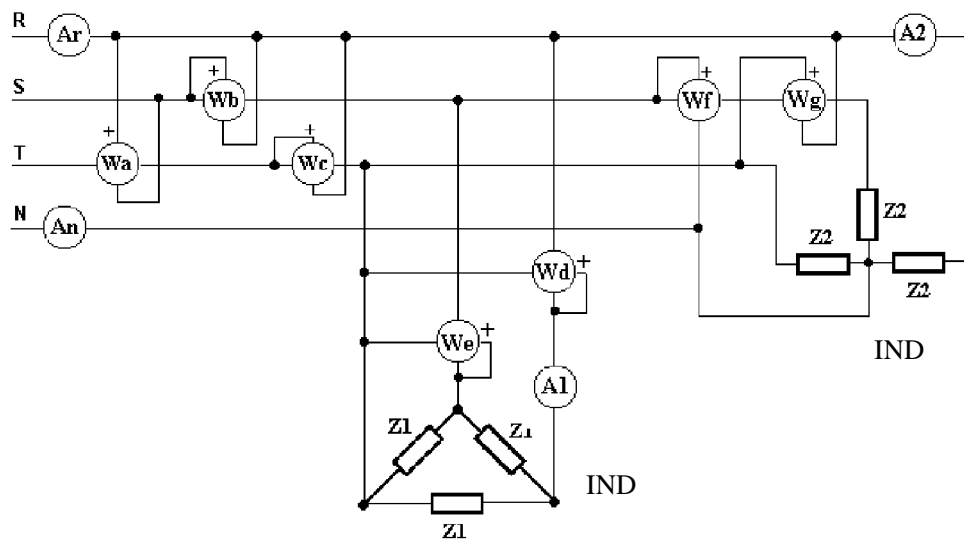 R
Ar
A2
+
+
+
S
Wb
Wf
Wg
+
+
T
Wa
Wc
Z2
N
An
Z2
Z2
+
Wd
+
We
IND
A1
Z1
Z1
IND
Z1